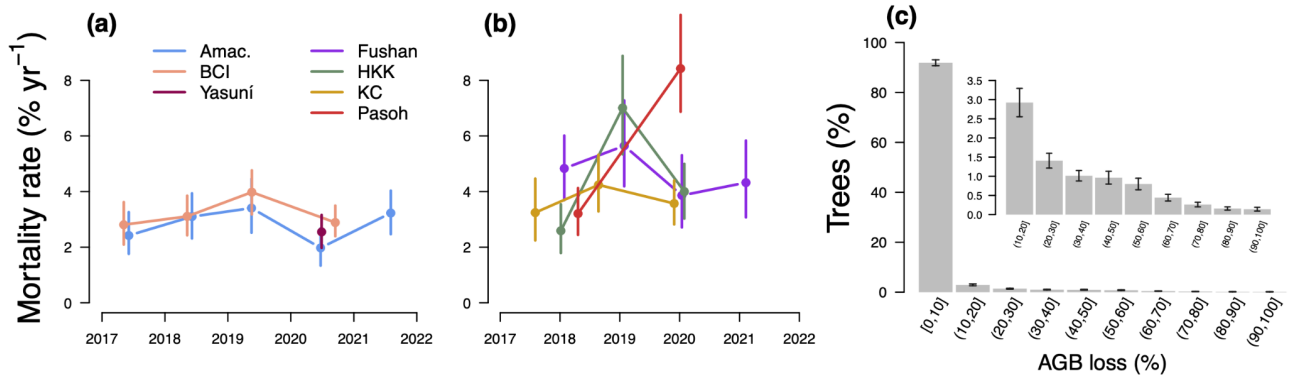 (a)
Mortality rate (% yr⁻¹)
8
6
4
2
0
Amac.
BCI
Yasuní
Fushan
HKK
KC
Pasoh
2017 2018 2019 2020 2021 2022
(b)
8
6
4
2
0
2017 2018 2019 2020 2021 2022
(c)
Trees (%)
100
80
60
40
20
0
3.5
3.0
2.5
2.0
1.5
1.0
0.5
0.0
(10,20] (20,30] (30,40] (40,50] (50,60] (60,70] (70,80] (80,90] (90,100]
[0,10] (10,20] (20,30] (30,40] (40,50] (50,60] (60,70] (70,80] (80,90] (90,100]
AGB loss (%)